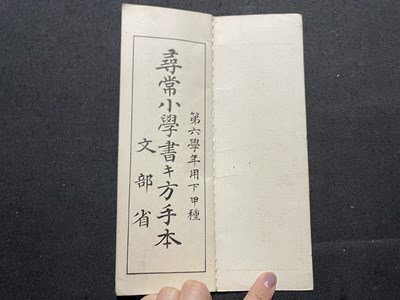 第六學年用下甲種
尋常小學書キ方手本
文部省